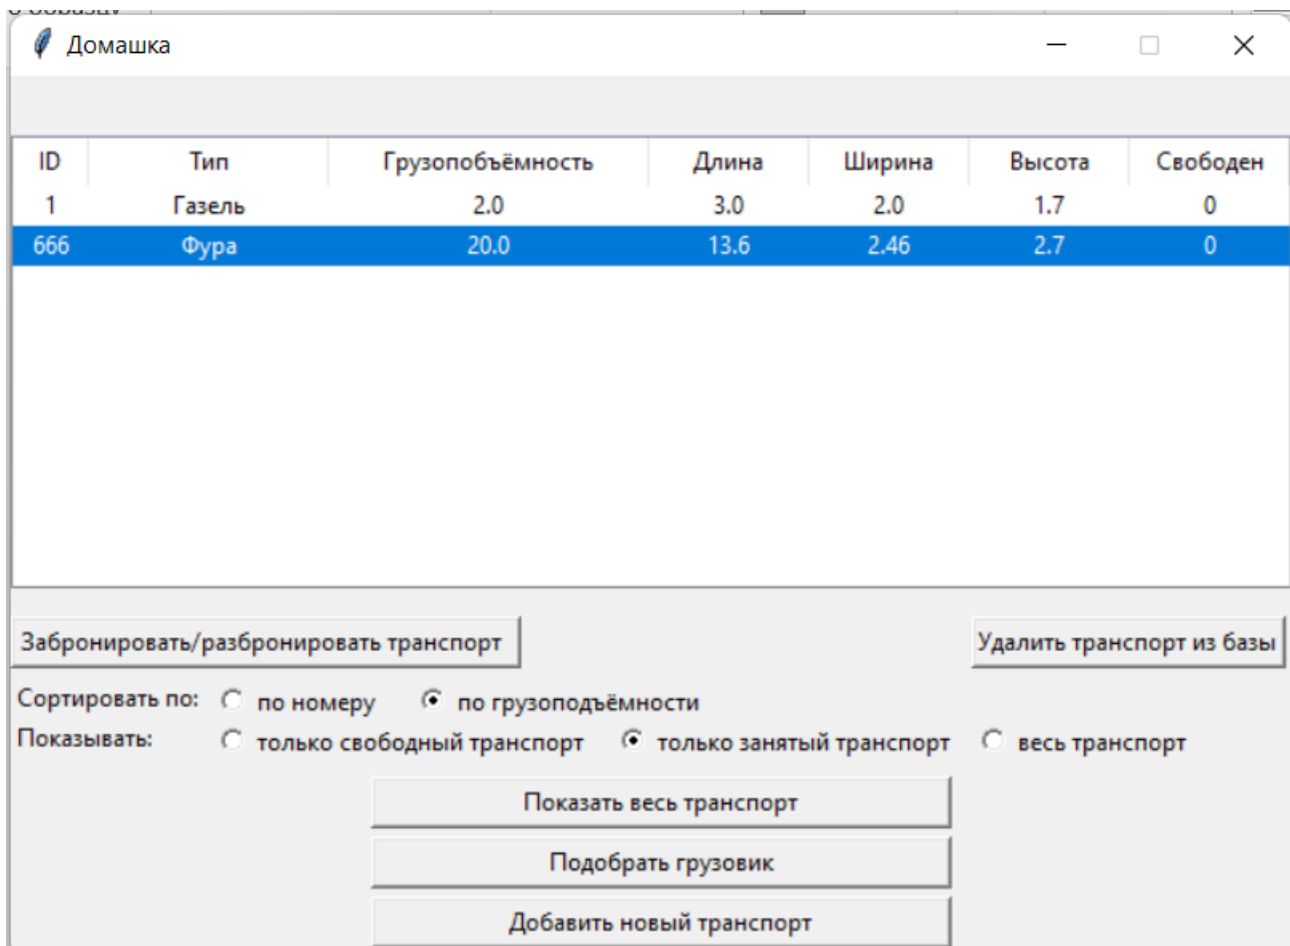 Домашка
ID Тип Грузопобъёмность Длина Ширина Высота Свободен
1 Газель 2.0 3.0 2.0 1.7 0
666 Фура 20.0 13.6 2.46 2.7 0
Забронировать/разбронировать транспорт Удалить транспорт из базы
Сортировать по: по номеру по грузоподъёмности
Показывать: только свободный транспорт только занятый транспорт весь транспорт
Показать весь транспорт
Подобрать грузовик
Добавить новый транспорт